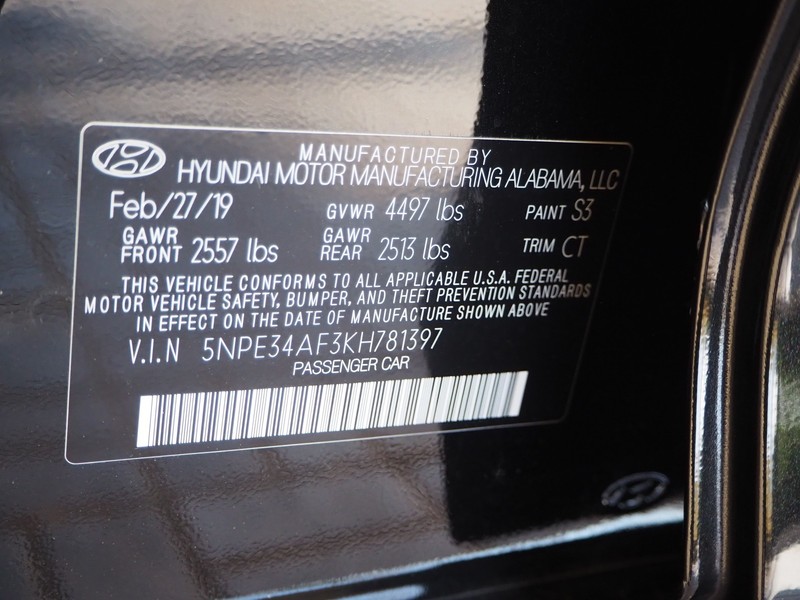 MANUFACTURED BY
HYUNDAI MOTOR MANUFACTURING ALABAMA, LLC
Feb/27/19 GVWR 4497 lbs PAINT S3
GAWR FRONT 2557 lbs GAWR REAR 2513 lbs TRIM CT
THIS VEHICLE CONFORMS TO ALL APPLICABLE U.S.A. FEDERAL
MOTOR VEHICLE SAFETY, BUMPER, AND THEFT PREVENTION STANDARDS
IN EFFECT ON THE DATE OF MANUFACTURE SHOWN ABOVE
V.I.N 5NPE34AF3KH781397
PASSENGER CAR